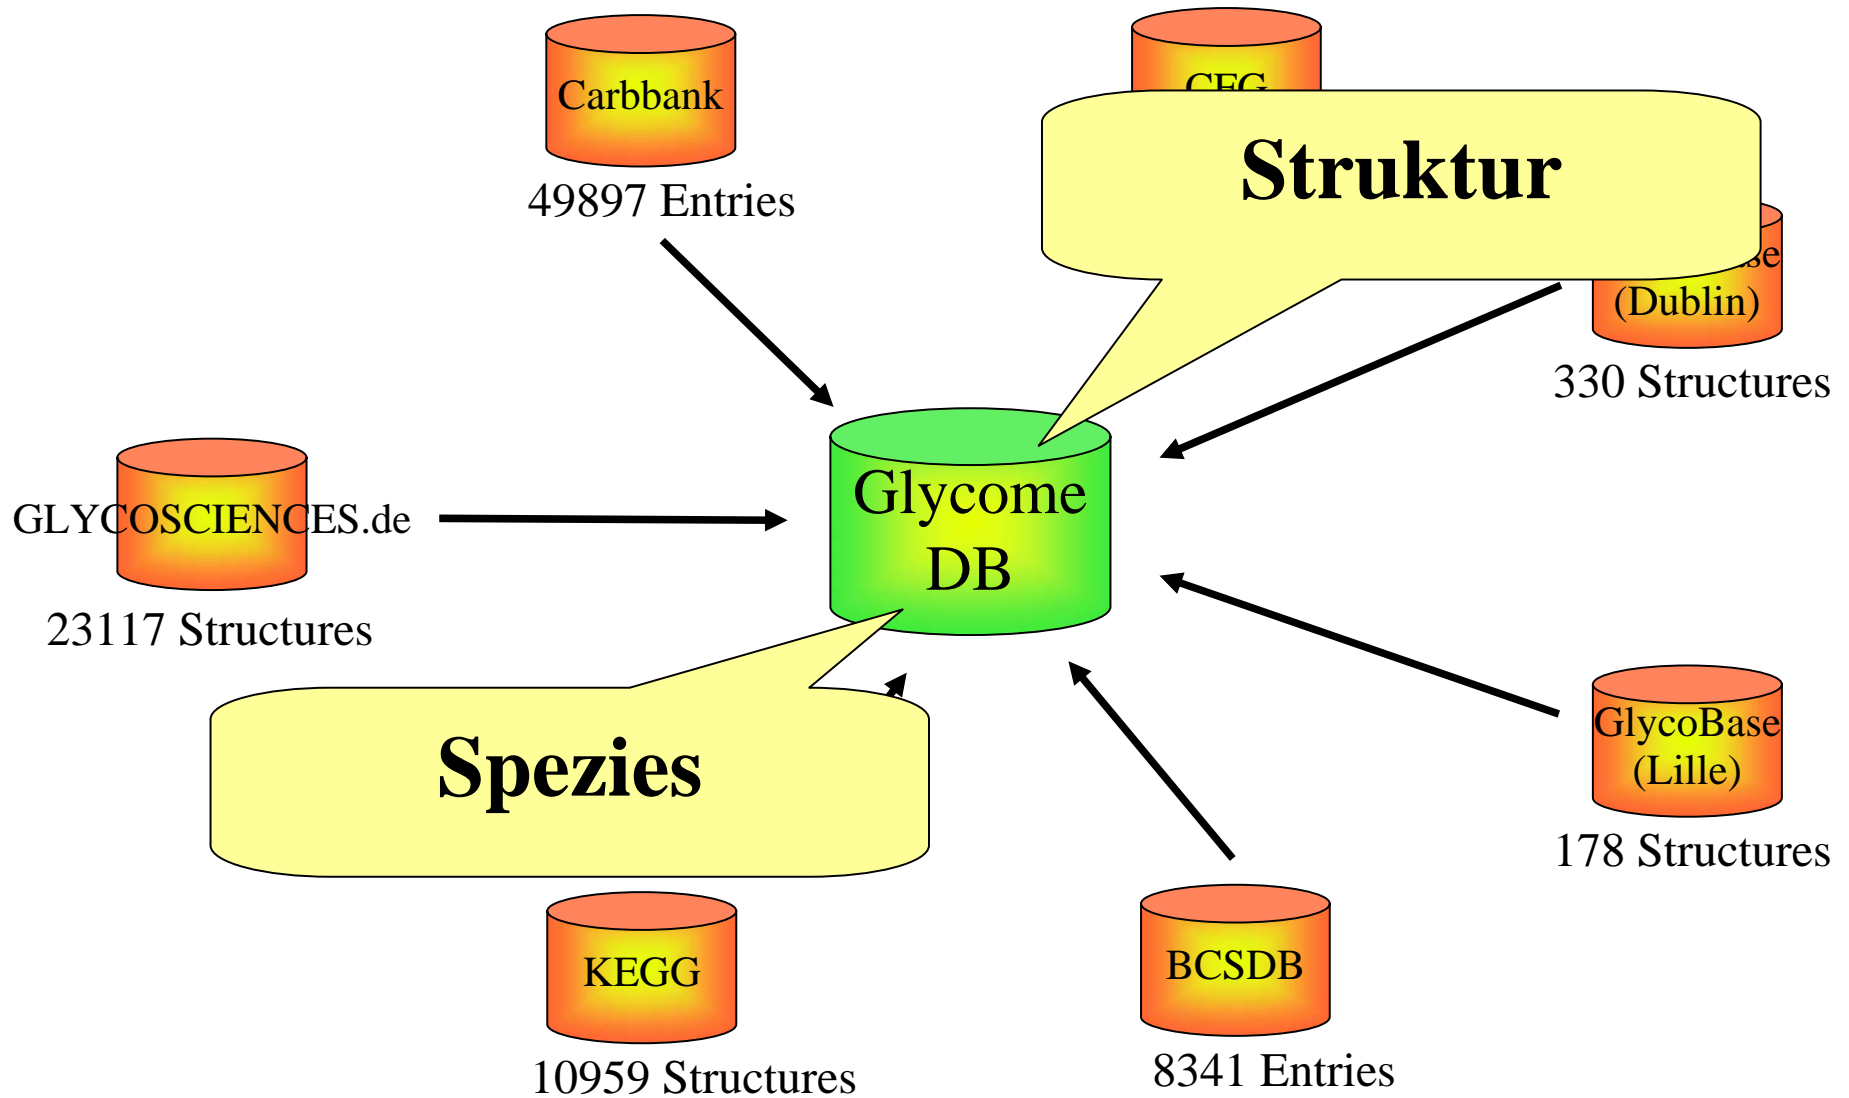 Carbbank
49897 Entries
Struktur
(Dublin)
330 Structures
GLYCOSCIENCES.de
23117 Structures
Glycome
DB
Spezies
GlycoBase
(Lille)
178 Structures
KEGG
10959 Structures
BCSDB
8341 Entries